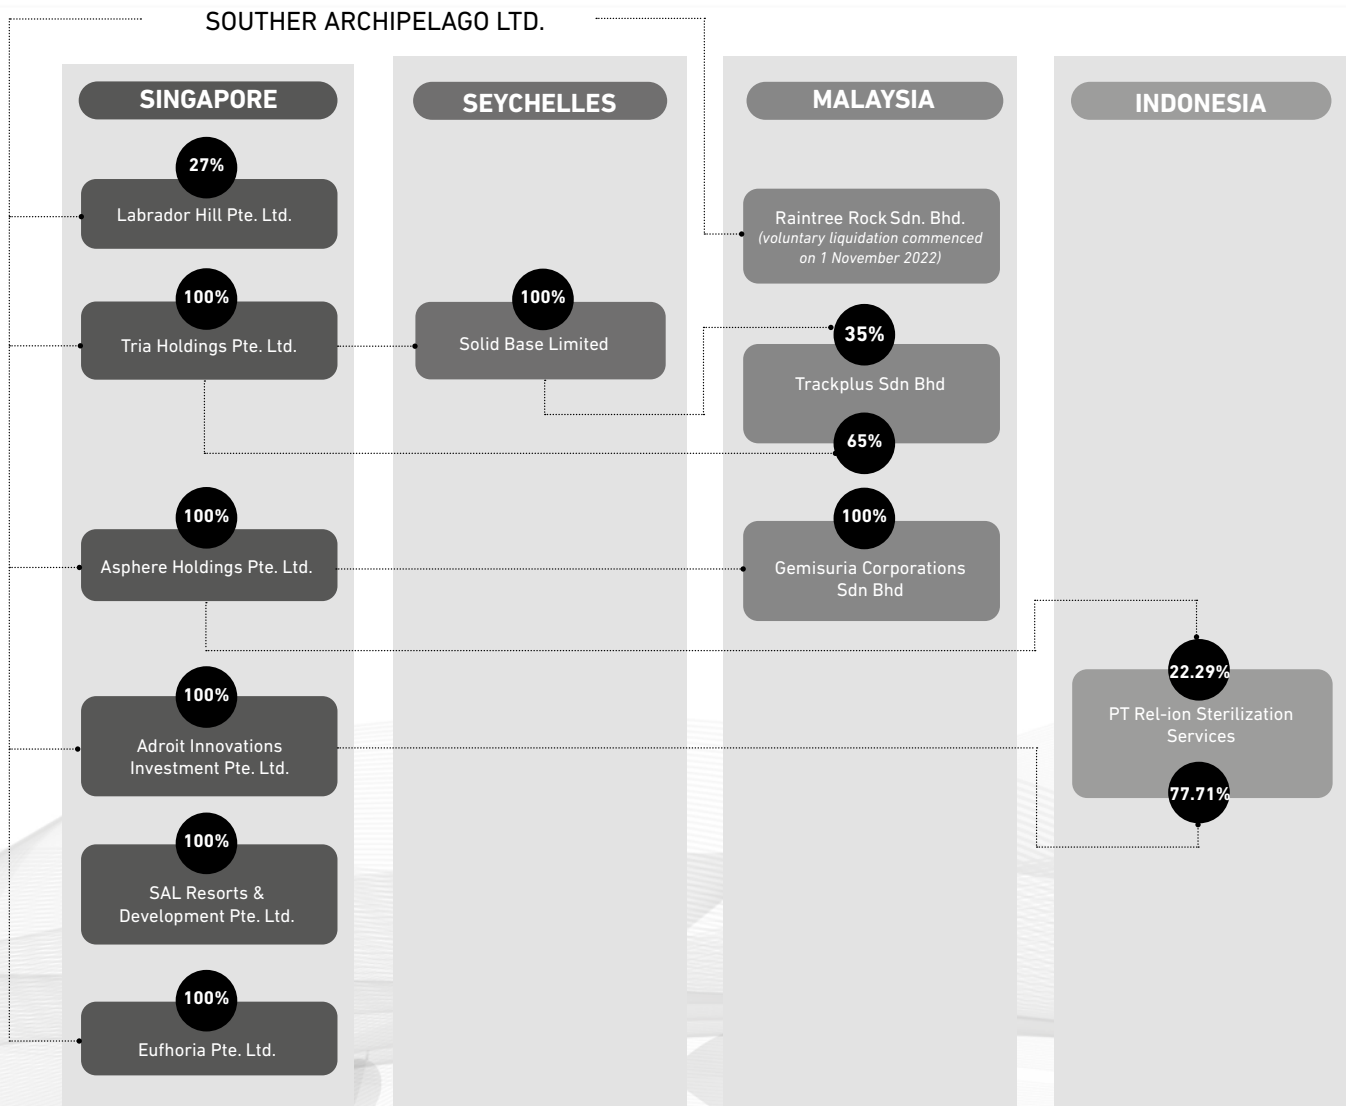 SOUTHER ARCHIPELAGO LTD.
SINGAPORE
27%
Labrador Hill Pte. Ltd.
100%
Tria Holdings Pte. Ltd.
100%
Asphere Holdings Pte. Ltd.
100%
Adroit Innovations
Investment Pte. Ltd.
100%
SAL Resorts &
Development Pte. Ltd.
100%
Eufhoria Pte. Ltd.
SEYCHELLES
100%
Solid Base Limited
MALAYSIA
Raintree Rock Sdn. Bhd.
(voluntary liquidation commenced
on 1 November 2022)
35%
Trackplus Sdn Bhd
65%
100%
Gemisuria Corporations
Sdn Bhd
INDONESIA
22.29%
PT Rel-ion Sterilization
Services
77.71%